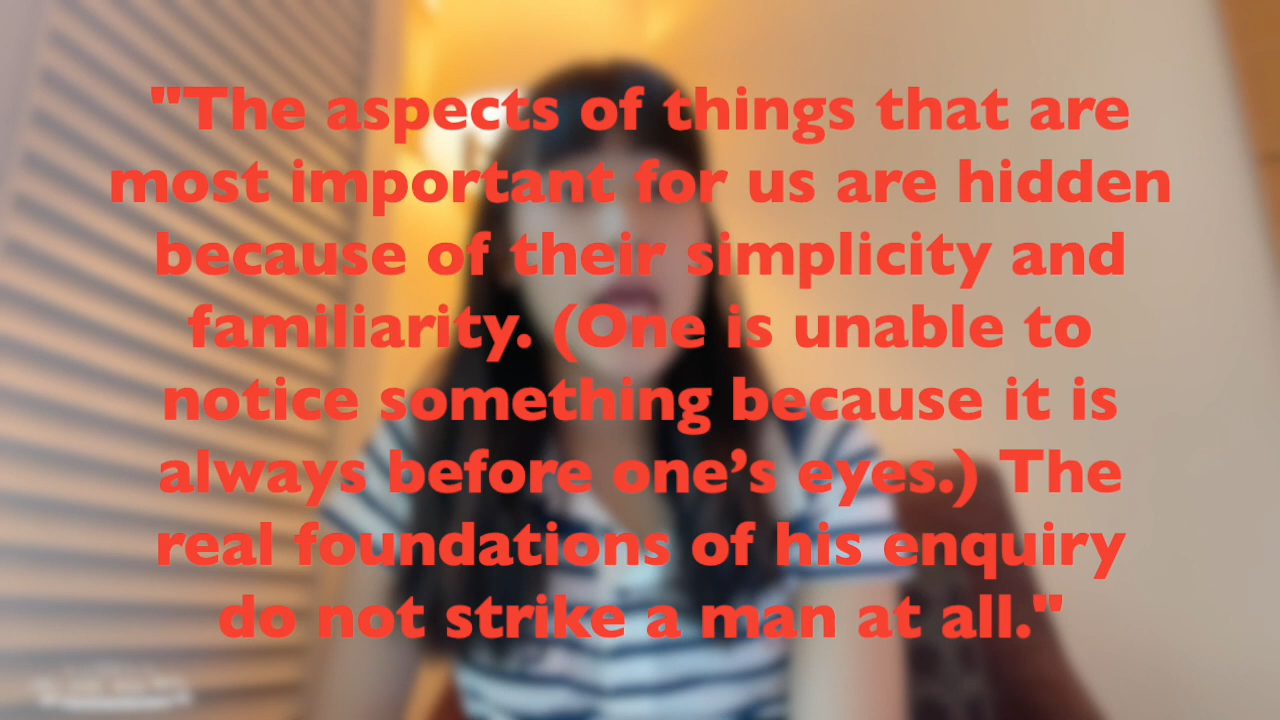 "The aspects of things that are
most important for us are hidden
because of their simplicity and
familiarity. (One is unable to
notice something because it is
always before one’s eyes.) The
real foundations of his enquiry
do not strike a man at all."